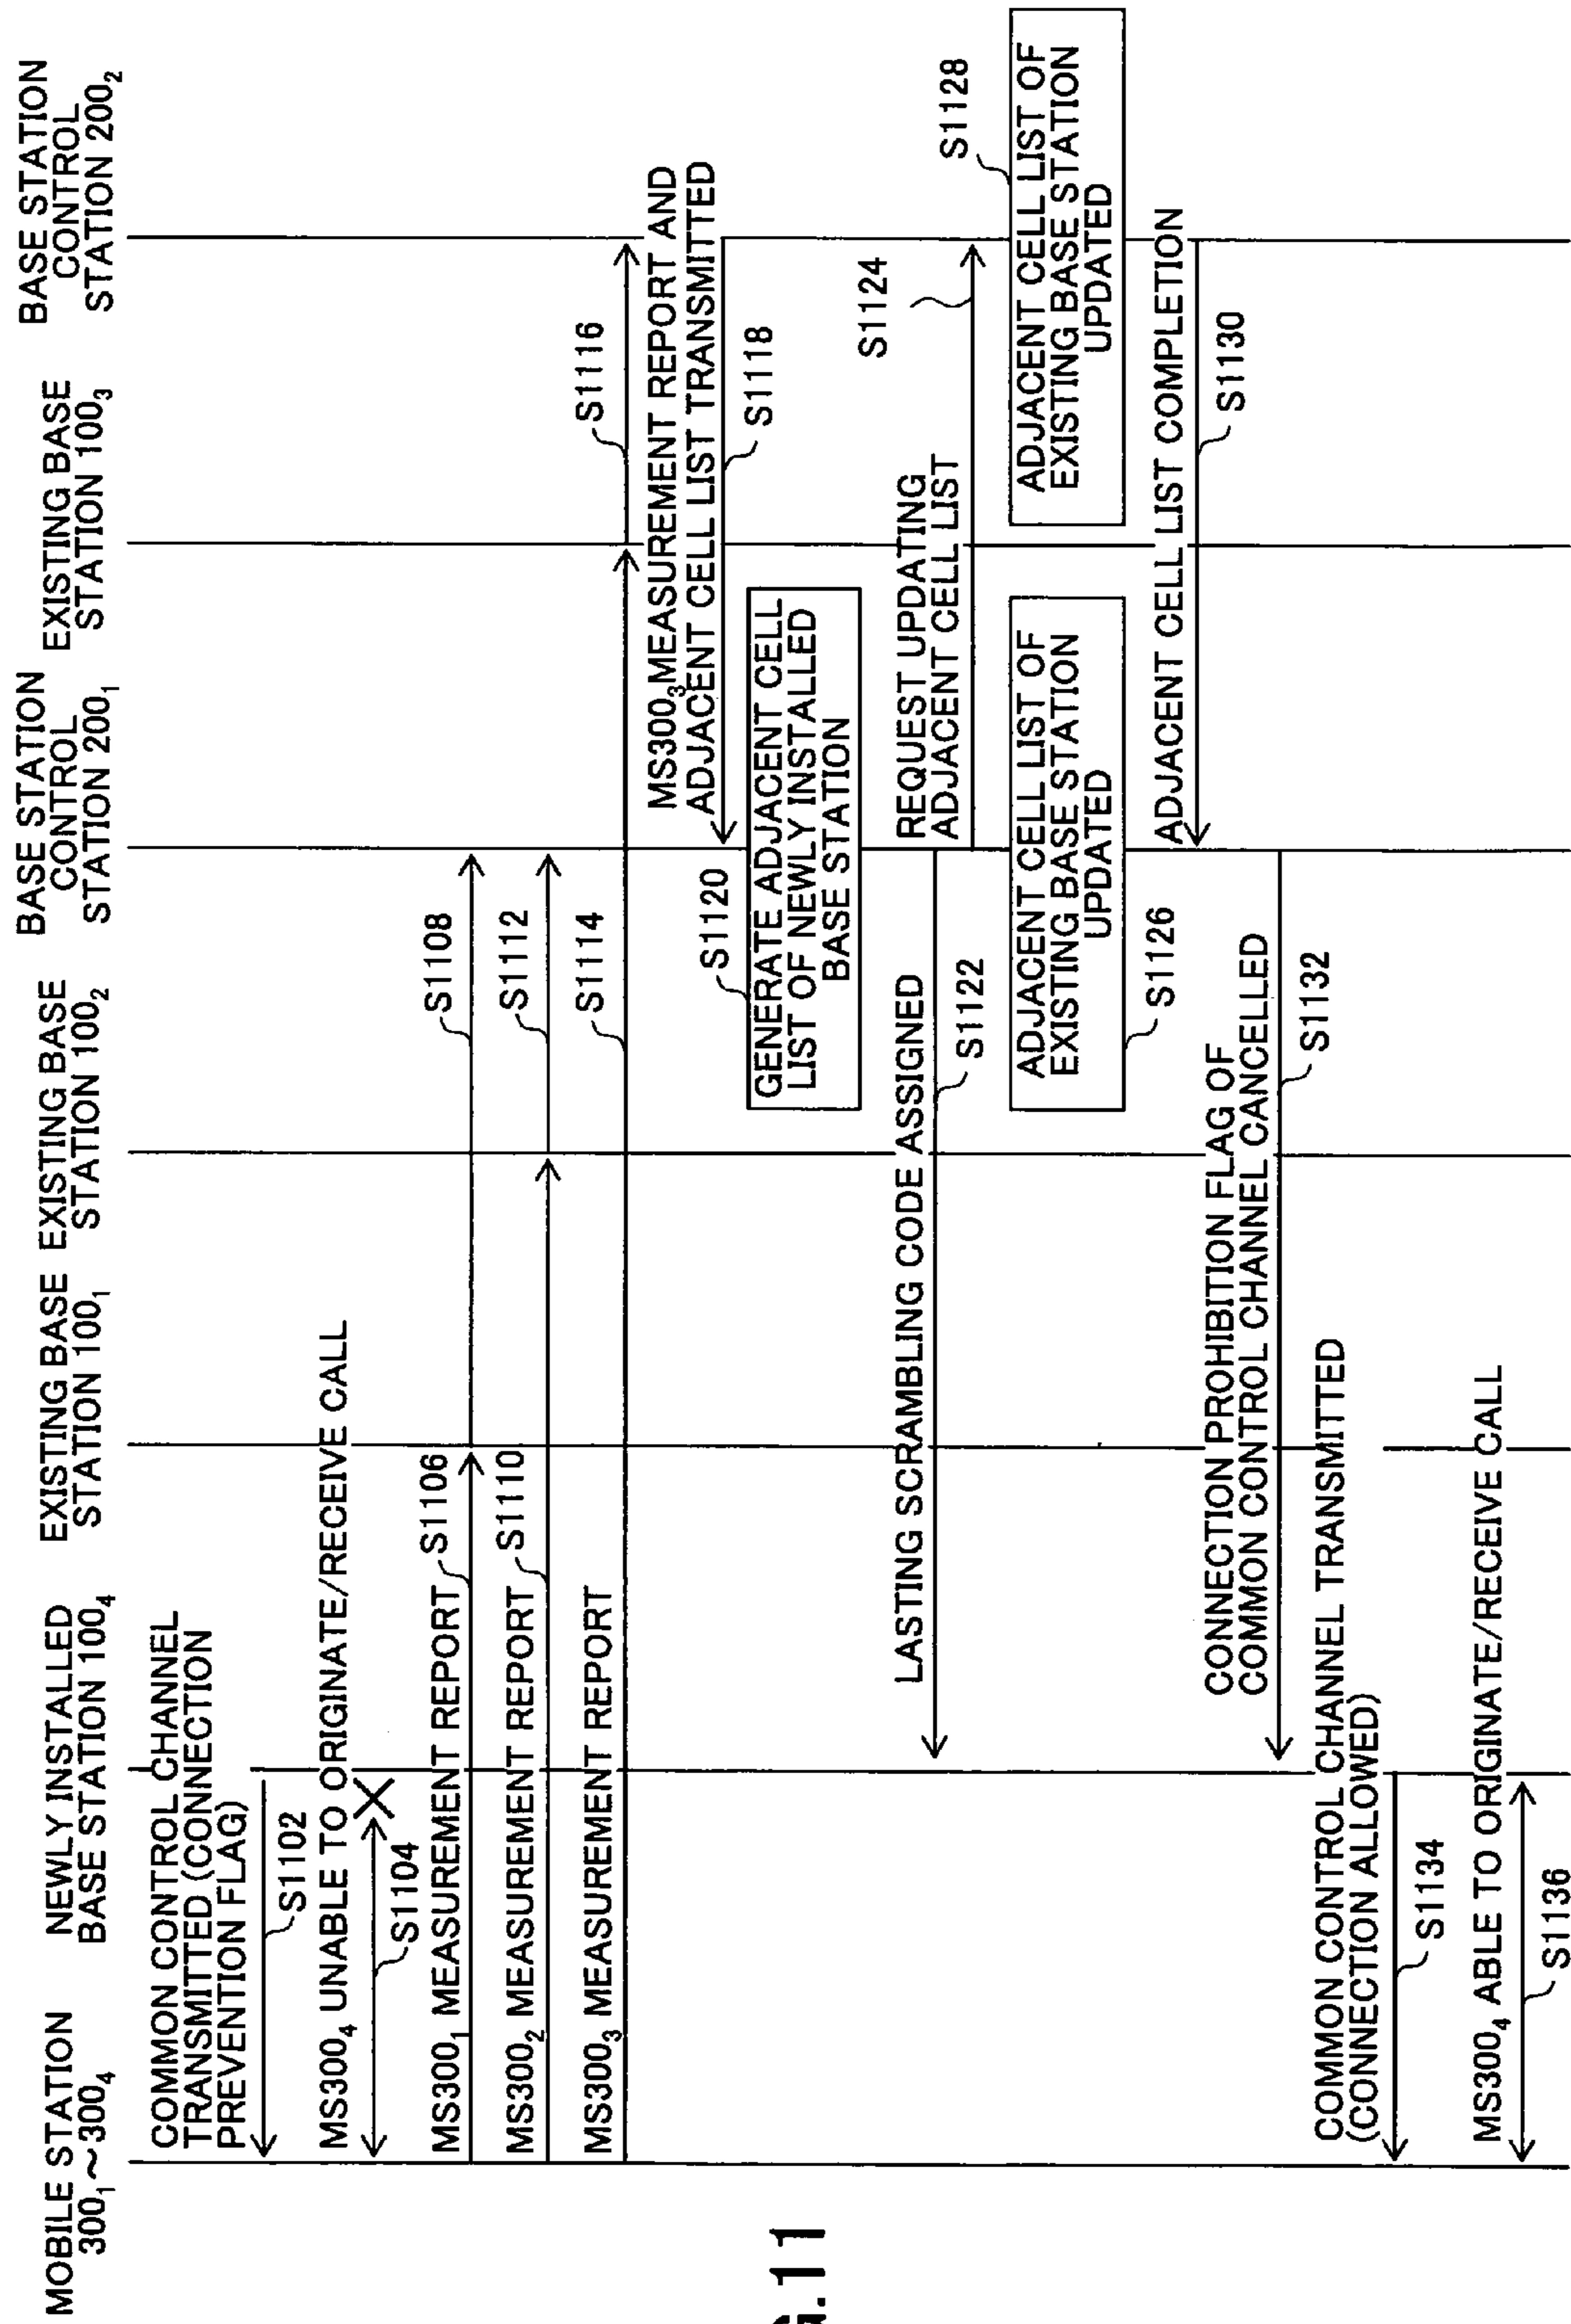 MOBILE STATION
300₁~300₄
NEWLY INSTALLED
BASE STATION 100₄
EXISTING BASE
STATION 100₁
EXISTING BASE
STATION 100₂
BASE STATION
CONTROL
STATION 200₁
EXISTING BASE
STATION 100₃
BASE STATION
CONTROL
STATION 200₂
COMMON CONTROL CHANNEL
TRANSMITTED (CONNECTION
PREVENTION FLAG)
S1102
MS300₄ UNABLE TO ORIGINATE/RECEIVE CALL
S1104
MS300₁ MEASUREMENT REPORT
S1106
S1108
MS300₂ MEASUREMENT REPORT
S1110
S1112
MS300₃ MEASUREMENT REPORT
S1114
S1116
MS300₃ MEASUREMENT REPORT AND
ADJACENT CELL LIST TRANSMITTED
S1118
S1120
GENERATE ADJACENT CELL
LIST OF NEWLY INSTALLED
BASE STATION
LASTING SCRAMBLING CODE ASSIGNED
S1122
REQUEST UPDATING
ADJACENT CELL LIST
S1124
ADJACENT CELL LIST OF
EXISTING BASE STATION
UPDATED
S1126
ADJACENT CELL LIST OF
EXISTING BASE STATION
UPDATED
S1128
ADJACENT CELL LIST COMPLETION
S1130
CONNECTION PROHIBITION FLAG OF
COMMON CONTROL CHANNEL CANCELLED
S1132
COMMON CONTROL CHANNEL TRANSMITTED
(CONNECTION ALLOWED)
S1134
MS300₄ ABLE TO ORIGINATE/RECEIVE CALL
S1136
G.11